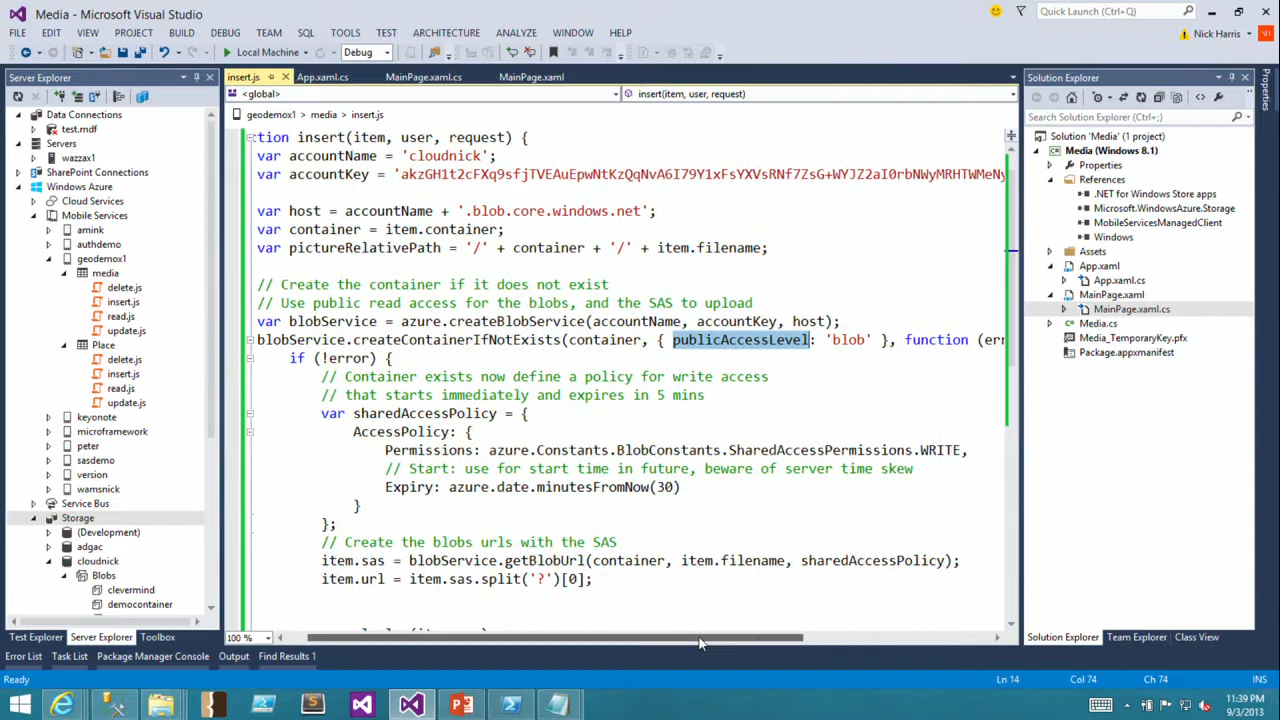 Media - Microsoft Visual Studio
Quick Launch (Ctrl+Q)
FILE EDIT VIEW PROJECT BUILD DEBUG TEAM SQL TOOLS TEST ARCHITECTURE ANALYZE WINDOW HELP
Nick Harris
NH
Local Machine
Debug
Server Explorer
Data Connections
test.mdf
Servers
wazzax1
SharePoint Connections
Windows Azure
Cloud Services
Mobile Services
amink
authdemo
geodemo1
media
delete.js
insert.js
read.js
update.js
Place
delete.js
insert.js
read.js
update.js
keyonote
microframework
peter
sasdemo
version
wamsnick
Service Bus
Storage
(Development)
adgac
cloudnick
Blobs
clevermind
democontainer
Test Explorer Server Explorer Toolbox
insert.js App.xaml.cs MainPage.xaml.cs MainPage.xaml
<global> insert(item, user, request)
geodemo1 media insert.js
ction insert(item, user, request) {
var accountName = 'cloudnick';
var accountKey = 'akzGH1t2cFXq9sfjTVEAuEpwNtKzQqNvA6I79Y1xFsYXVsRNf7ZsG+WYJZ2aI0rbNWyMRHTWMeNy
var host = accountName + '.blob.core.windows.net';
var container = item.container;
var pictureRelativePath = '/' + container + '/' + item.filename;
// Create the container if it does not exist
// Use public read access for the blobs, and the SAS to upload
var blobService = azure.createBlobService(accountName, accountKey, host);
blobService.createContainerIfNotExists(container, { publicAccessLevel: 'blob' }, function (err
if (!error) {
// Container exists now define a policy for write access
// that starts immediately and expires in 5 mins
var sharedAccessPolicy = {
AccessPolicy: {
Permissions: azure.Constants.BlobConstants.SharedAccessPermissions.WRITE,
// Start: use for start time in future, beware of server time skew
Expiry: azure.date.minutesFromNow(30)
}
};
// Create the blobs urls with the SAS
item.sas = blobService.getBlobUrl(container, item.filename, sharedAccessPolicy);
item.url = item.sas.split('?')[0];
100 %
Solution Explorer
Search Solution Explorer (Ctrl+;)
Solution 'Media' (1 project)
Media (Windows 8.1)
Properties
References
.NET for Windows Store apps
Microsoft.WindowsAzure.Storage
MobileServicesManagedClient
Windows
Assets
App.xaml
App.xaml.cs
MainPage.xaml
MainPage.xaml.cs
Media.cs
Media_TemporaryKey.pfx
Package.appxmanifest
Solution Explorer Team Explorer Class View
Properties
Error List Task List Package Manager Console Output Find Results 1
Ready Ln 14 Col 74 Ch 74 INS
11:39 PM
9/3/2013